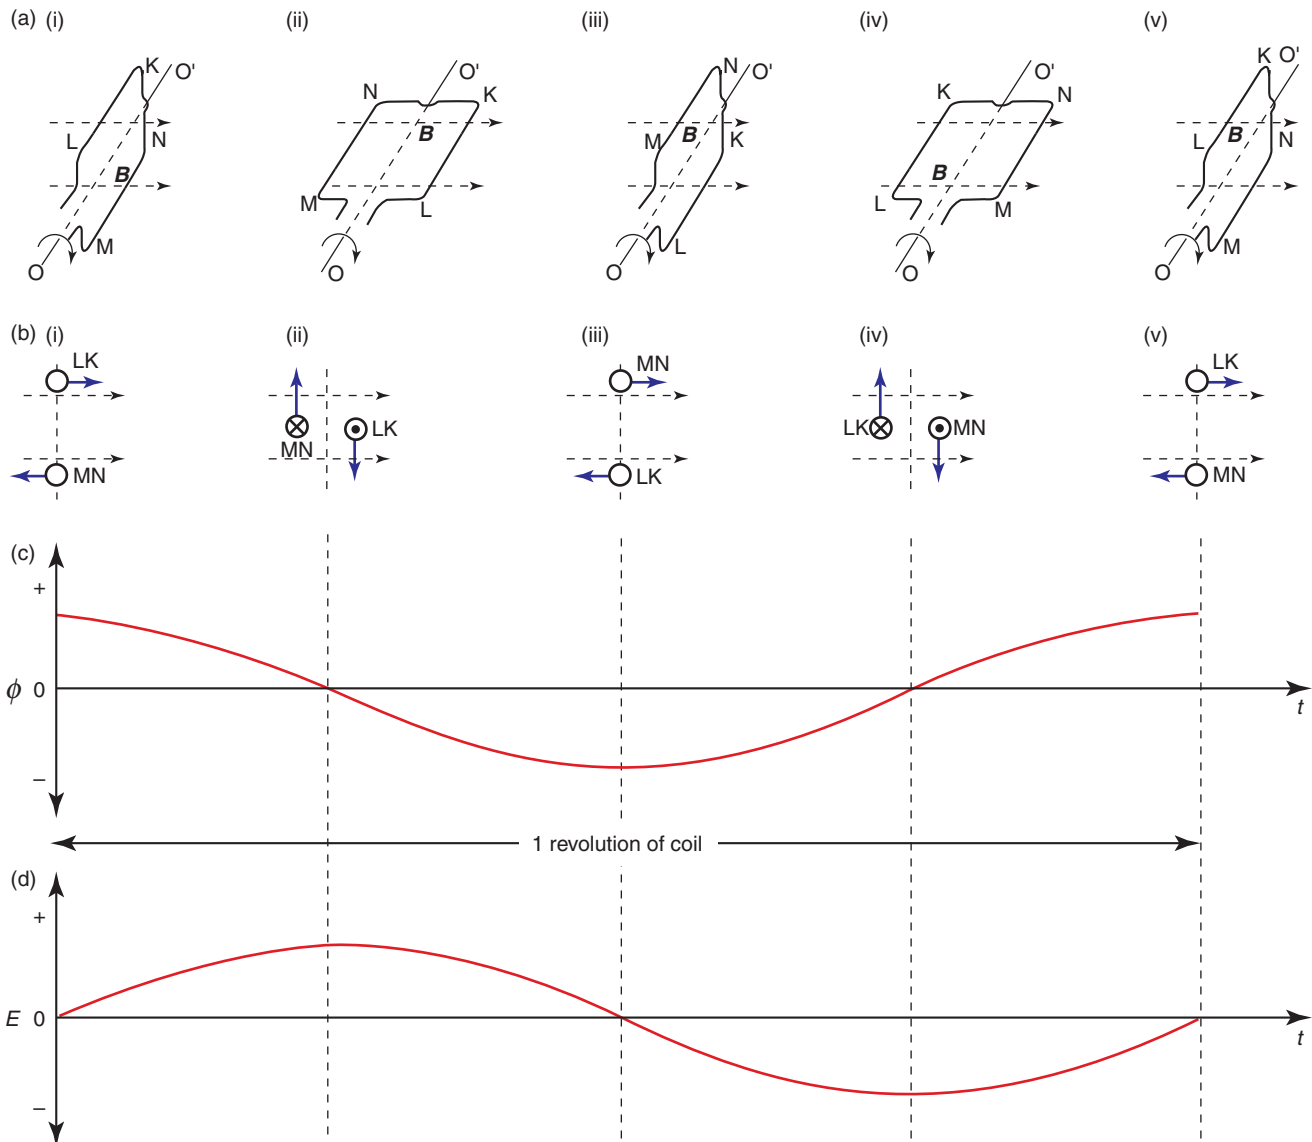 (a) (i) (ii) (iii) (iv) (v)
K O' L N B M O
O' N K B M L O
N O' M B K L O
O' K N B L M O
K O' B L N M O
(b) (i) (ii) (iii) (iv) (v)
LK MN
MN LK
MN LK
LK MN
LK MN
(c)
+
ϕ 0
t
–
1 revolution of coil
(d)
+
E 0
t
–